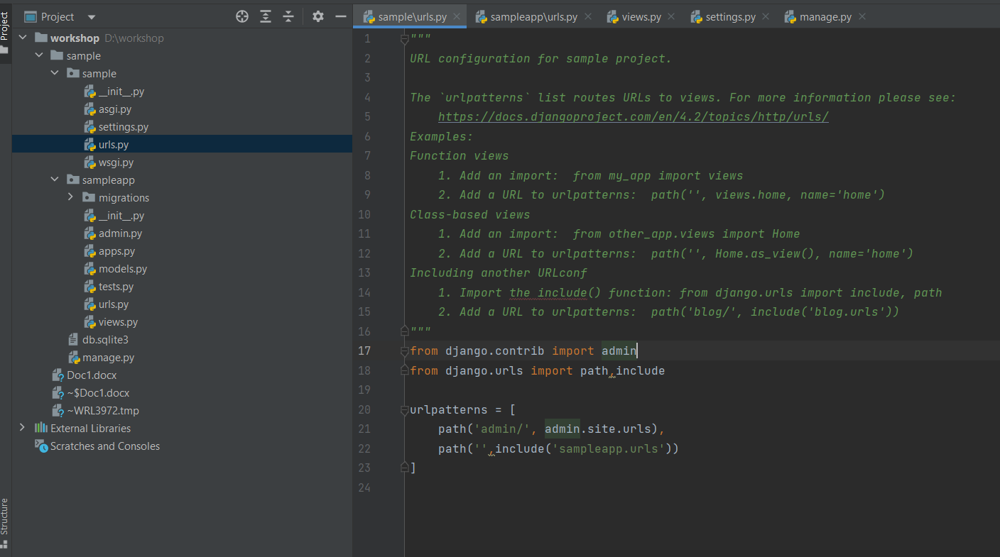 Project
Structure
Project
workshop D:\workshop
sample
sample
__init__.py
asgi.py
settings.py
urls.py
wsgi.py
sampleapp
migrations
__init__.py
admin.py
apps.py
models.py
tests.py
urls.py
views.py
db.sqlite3
manage.py
Doc1.docx
~$Doc1.docx
~WRL3972.tmp
External Libraries
Scratches and Consoles
sample\urls.py sampleapp\urls.py views.py settings.py manage.py
1 """
2 URL configuration for sample project.
3
4 The `urlpatterns` list routes URLs to views. For more information please see:
5     https://docs.djangoproject.com/en/4.2/topics/http/urls/
6 Examples:
7 Function views
8     1. Add an import:  from my_app import views
9     2. Add a URL to urlpatterns:  path('', views.home, name='home')
10 Class-based views
11     1. Add an import:  from other_app.views import Home
12     2. Add a URL to urlpatterns:  path('', Home.as_view(), name='home')
13 Including another URLconf
14     1. Import the include() function: from django.urls import include, path
15     2. Add a URL to urlpatterns:  path('blog/', include('blog.urls'))
16 """
17 from django.contrib import admin
18 from django.urls import path,include
19
20 urlpatterns = [
21     path('admin/', admin.site.urls),
22     path('',include('sampleapp.urls'))
23 ]
24